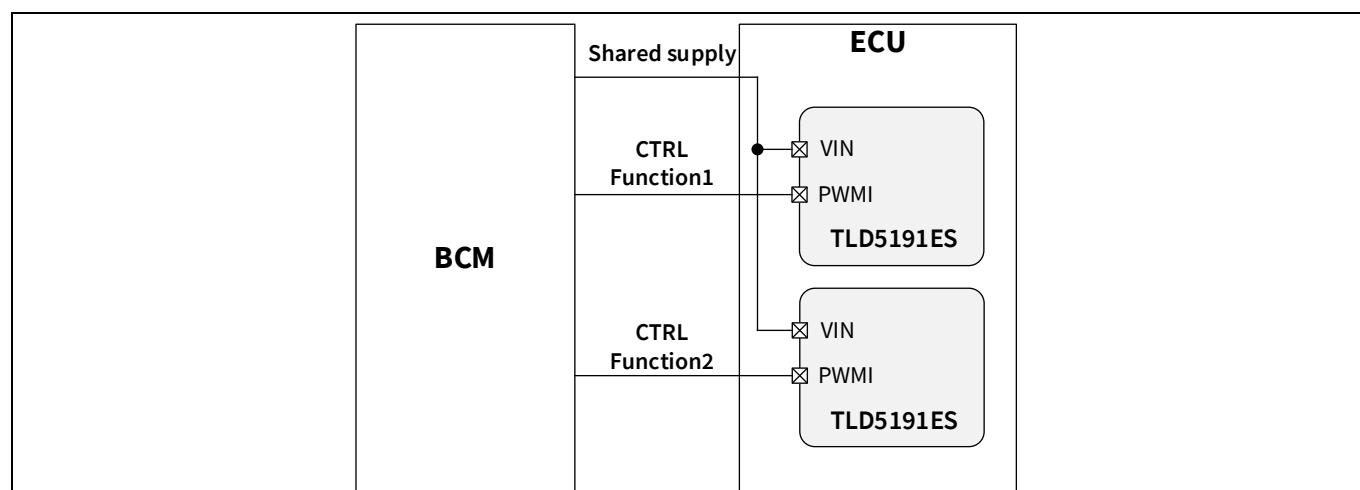 BCM
Shared supply
CTRL
Function1
CTRL
Function2
ECU
VIN
PWMI
TLD5191ES
VIN
PWMI
TLD5191ES